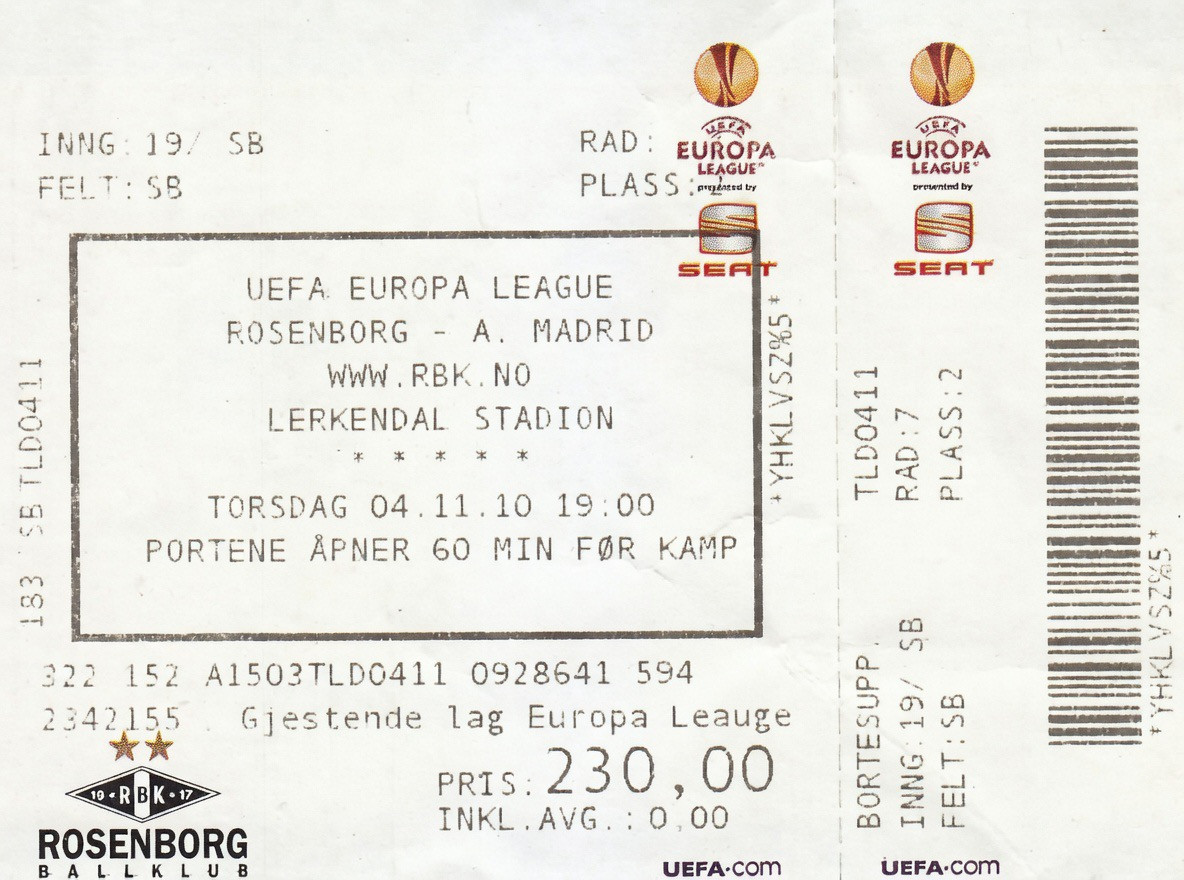 INNG: 19/ SB
FELT: SB
RAD:
PLASS:
UEFA
EUROPA
LEAGUE
presented by
SEAT
UEFA EUROPA LEAGUE
ROSENBORG - A. MADRID
WWW.RBK.NO
LERKENDAL STADION
* * * * *
TORSDAG 04.11.10 19:00
PORTENE ÅPNER 60 MIN FØR KAMP
183 SB TLD0411
*YHKLVSZ%5*
322 152 A1503TLD0411 0928641 594
2342155 Gjestende lag Europa Leauge
PRIS: 230,00
INKL.AVG.: 0,00
19 RBK 17
ROSENBORG
BALLKLUB
UEFA.com
UEFA
EUROPA
LEAGUE
presented by
SEAT
TLD0411
RAD:7
PLASS:2
BORTESUPP.
INNG:19/ SB
FELT:SB
*YHKLVSZ%5*
UEFA.com